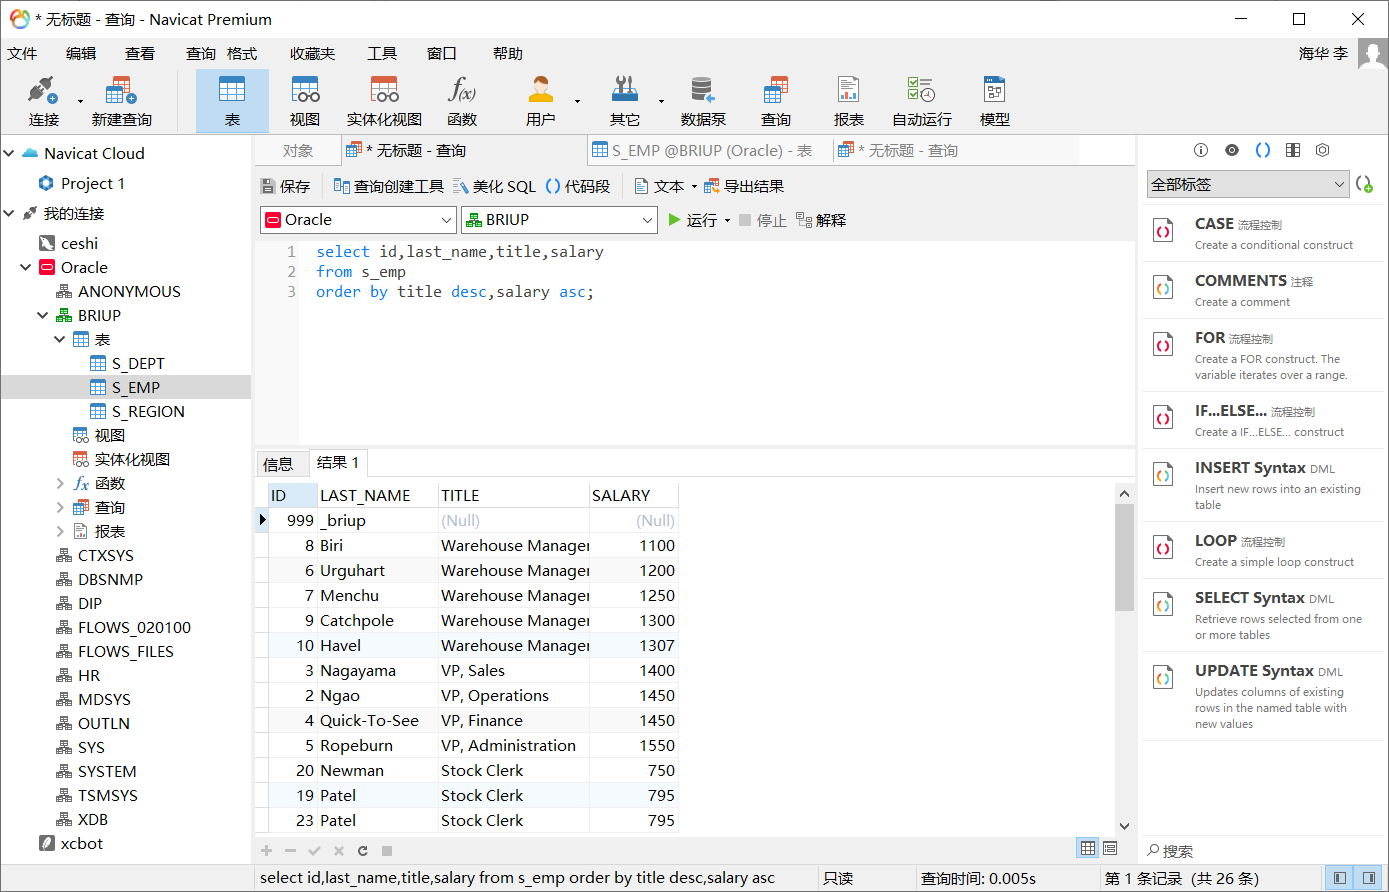 * 无标题 - 查询 - Navicat Premium
文件 编辑 查看 查询 格式 收藏夹 工具 窗口 帮助 海华 李
连接 新建查询 表 视图 实体化视图 函数 用户 其它 数据泵 查询 报表 自动运行 模型
Navicat Cloud
Project 1
我的连接
ceshi
Oracle
ANONYMOUS
BRIUP
表
S_DEPT
S_EMP
S_REGION
视图
实体化视图
函数
查询
报表
CTXSYS
DBSNMP
DIP
FLOWS_020100
FLOWS_FILES
HR
MDSYS
OUTLN
SYS
SYSTEM
TSMSYS
XDB
xcbot
对象 * 无标题 - 查询 S_EMP @BRIUP (Oracle) - 表 * 无标题 - 查询
保存 查询创建工具 美化 SQL () 代码段 文本 导出结果
Oracle BRIUP 运行 停止 解释
1 select id,last_name,title,salary
2 from s_emp
3 order by title desc,salary asc;
信息 结果 1
ID LAST_NAME TITLE SALARY
999 _briup (Null) (Null)
8 Biri Warehouse Manager 1100
6 Urguhart Warehouse Manager 1200
7 Menchu Warehouse Manager 1250
9 Catchpole Warehouse Manager 1300
10 Havel Warehouse Manager 1307
3 Nagayama VP, Sales 1400
2 Ngao VP, Operations 1450
4 Quick-To-See VP, Finance 1450
5 Ropeburn VP, Administration 1550
20 Newman Stock Clerk 750
19 Patel Stock Clerk 795
23 Patel Stock Clerk 795
全部标签
CASE 流程控制
Create a conditional construct
COMMENTS 注释
Create a comment
FOR 流程控制
Create a FOR construct. The
variable iterates over a range.
IF...ELSE... 流程控制
Create a IF...ELSE... construct
INSERT Syntax DML
Insert new rows into an existing
table
LOOP 流程控制
Create a simple loop construct
SELECT Syntax DML
Retrieve rows selected from one
or more tables
UPDATE Syntax DML
Updates columns of existing
rows in the named table with
new values
搜索
select id,last_name,title,salary from s_emp order by title desc,salary asc 只读 查询时间: 0.005s 第 1 条记录 (共 26 条)